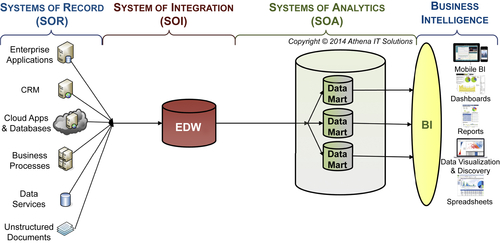 SYSTEMS OF RECORD
(SOR)
SYSTEM OF INTEGRATION
(SOI)
SYSTEMS OF ANALYTICS
(SOA)
BUSINESS
INTELLIGENCE
Copyright © 2014 Athena IT Solutions
Enterprise
Applications
CRM
Cloud Apps
& Databases
Business
Processes
Data
Services
Unstructured
Documents
EDW
Data
Mart
Data
Mart
Data
Mart
BI
Mobile BI
Dashboards
Reports
Data Visualization
& Discovery
Spreadsheets